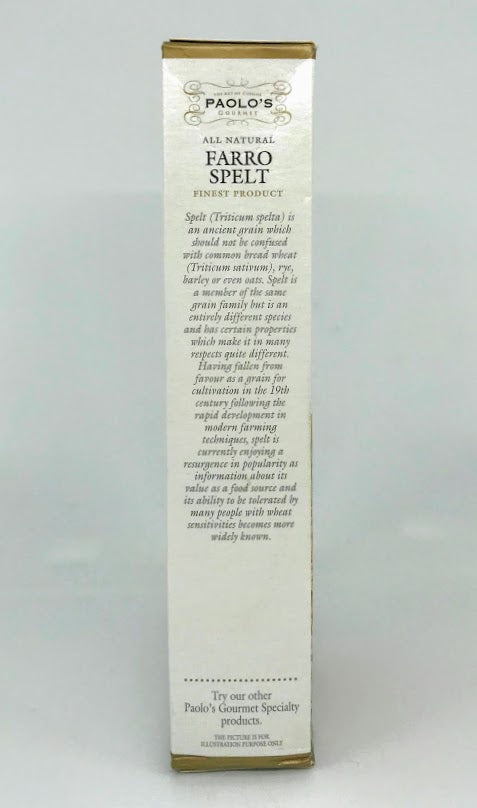 THE ART OF COOKING
PAOLO'S
GOURMET
ALL NATURAL
FARRO
SPELT
FINEST PRODUCT
Spelt (Triticum spelta) is
an ancient grain which
should not be confused
with common bread wheat
(Triticum sativum), rye,
barley or even oats. Spelt is
a member of the same
grain family but is an
entirely different species
and has certain properties
which make it in many
respects quite different.
Having fallen from
favour as a grain for
cultivation in the 19th
century following the
rapid development in
modern farming
techniques, spelt is
currently enjoying a
resurgence in popularity as
information about its
value as a food source and
its ability to be tolerated by
many people with wheat
sensitivities becomes more
widely known.
Try our other
Paolo's Gourmet Specialty
products.
THE PICTURE IS FOR
ILLUSTRATION PURPOSE ONLY